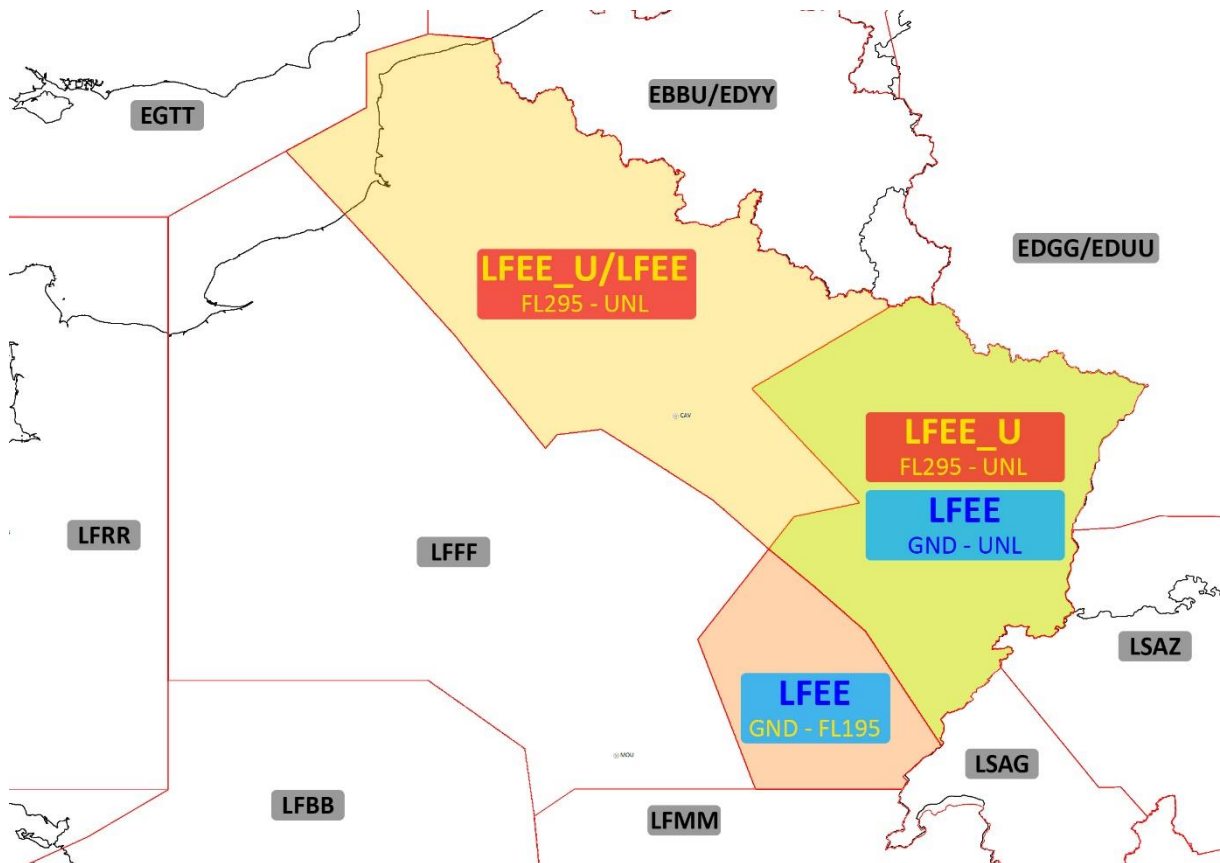 EGTT
EBBU/EDYY
LFEE_U/LFEE
FL295 - UNL
EDGG/EDUU
CAV
LFEE_U
FL295 - UNL
LFEE
GND - UNL
LFRR
LFFF
LSAZ
LFEE
GND - FL195
MOU
LSAG
LFBB
LFMM